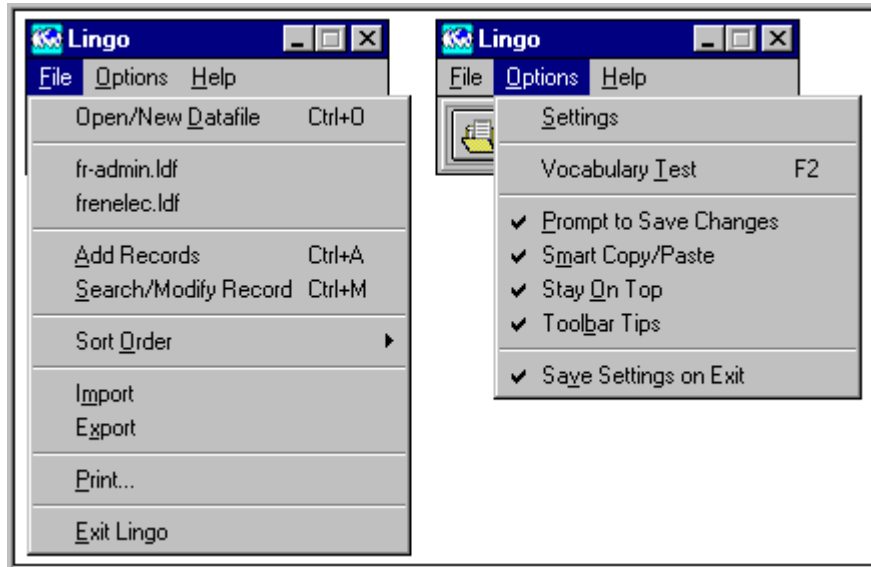 Lingo
File Options Help
Open/New Datafile Ctrl+O
fr-admin.ldf
frenelec.ldf
Add Records Ctrl+A
Search/Modify Record Ctrl+M
Sort Order
Import
Export
Print...
Exit Lingo
Lingo
File Options Help
Settings
Vocabulary Test F2
Prompt to Save Changes
Smart Copy/Paste
Stay On Top
Toolbar Tips
Save Settings on Exit